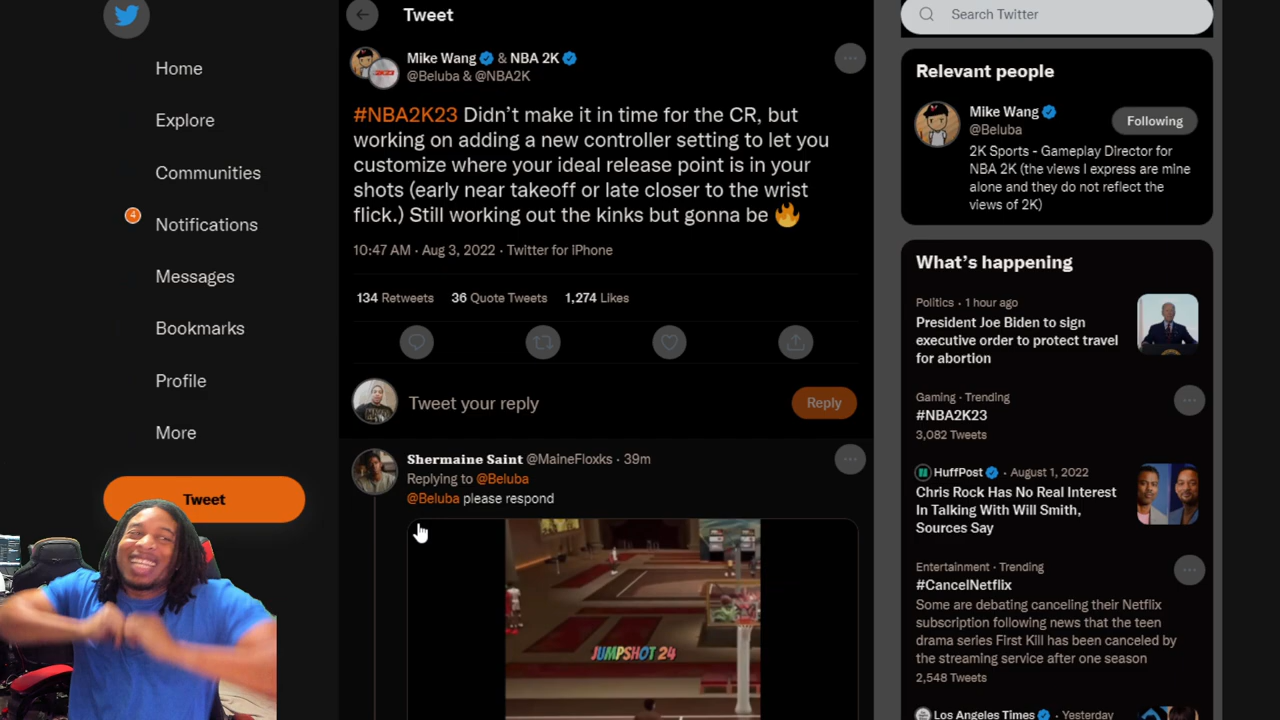 Home
Explore
Communities
4
Notifications
Messages
Bookmarks
Profile
More
Tweet
Tweet
Mike Wang & NBA 2K
@Beluba & @NBA2K
#NBA2K23 Didn't make it in time for the CR, but
working on adding a new controller setting to let you
customize where your ideal release point is in your
shots (early near takeoff or late closer to the wrist
flick.) Still working out the kinks but gonna be 🔥
10:47 AM · Aug 3, 2022 · Twitter for iPhone
134 Retweets 36 Quote Tweets 1,274 Likes
Tweet your reply
Reply
Shermaine Saint @MaineFloxks · 39m
Replying to @Beluba
@Beluba please respond
JUMPSHOT 24
Search Twitter
Relevant people
Mike Wang
@Beluba
Following
2K Sports - Gameplay Director for
NBA 2K (the views I express are mine
alone and they do not reflect the
views of 2K)
What's happening
Politics · 1 hour ago
President Joe Biden to sign
executive order to protect travel
for abortion
Gaming · Trending
#NBA2K23
3,082 Tweets
HuffPost · August 1, 2022
Chris Rock Has No Real Interest
In Talking With Will Smith,
Sources Say
Entertainment · Trending
#CancelNetflix
Some are debating canceling their Netflix
subscription following news that the teen
drama series First Kill has been canceled by
the streaming service after one season
2,548 Tweets
Los Angeles Times · Yesterday